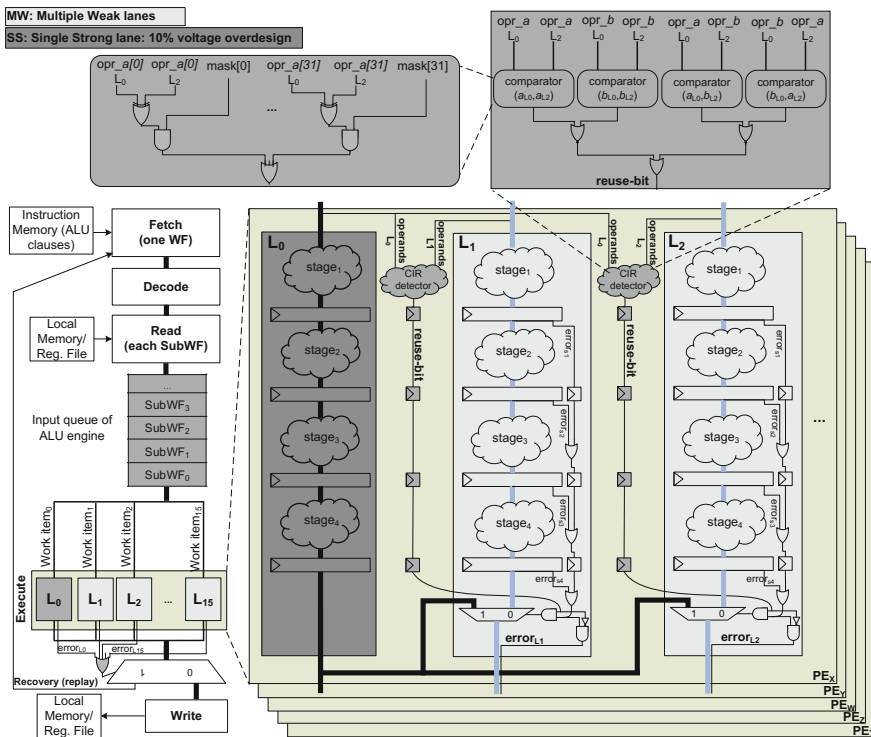 MW: Multiple Weak lanes
SS: Single Strong lane: 10% voltage overdesign
opr_a[0] opr_a[0] mask[0] opr_a[31] opr_a[31] mask[31]
L0 L2 L0 L2
...
opr_a opr_a opr_b opr_b opr_a opr_b opr_b opr_a
L0 L2 L0 L2 L0 L2 L0 L2
comparator (aL0,aL2)
comparator (bL0,bL2)
comparator (aL0,bL2)
comparator (bL0,aL2)
reuse-bit
Instruction
Memory (ALU
clauses)
Fetch
(one WF)
Decode
Local
Memory/
Reg. File
Read
(each SubWF)
Input queue of
ALU engine
...
SubWF3
SubWF2
SubWF1
SubWF0
Work item0
Work item1
Work item2
Work item15
Execute
L0 L1 L2 ... L15
errorL0 errorL15
1 0
Recovery (replay)
Local
Memory/
Reg. File
Write
L0
stage1
stage2
stage3
stage4
operands
L0
operands
L1
CIR
detector
reuse-bit
L1
stage1
errors1
stage2
errors2
stage3
errors3
stage4
errors4
1 0
errorL1
operands
L0
operands
L2
CIR
detector
reuse-bit
L2
stage1
errors1
stage2
errors2
stage3
errors3
stage4
errors4
1 0
errorL2
...
PEX
PEY
PEW
PEZ